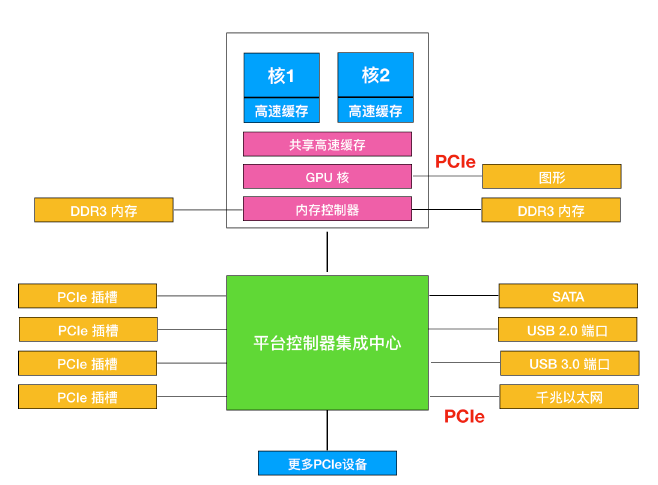 核1
核2
高速缓存
高速缓存
共享高速缓存
PCIe
GPU 核
图形
DDR3 内存
内存控制器
DDR3 内存
PCIe 插槽
SATA
PCIe 插槽
平台控制器集成中心
USB 2.0 端口
PCIe 插槽
USB 3.0 端口
PCIe 插槽
千兆以太网
PCIe
更多PCIe设备